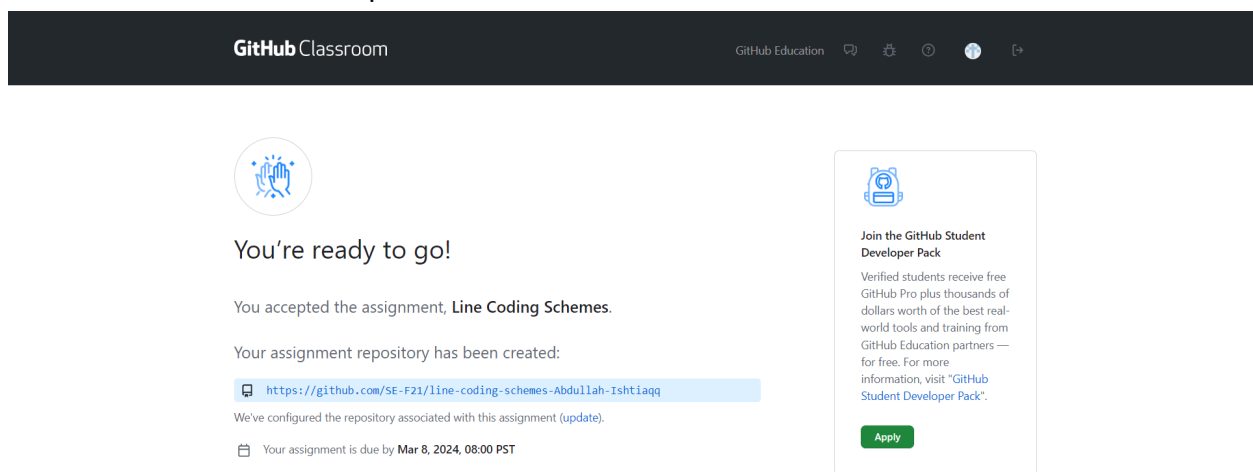 GitHub Classroom
GitHub Education
You're ready to go!
You accepted the assignment, Line Coding Schemes.
Your assignment repository has been created:
https://github.com/SE-F21/line-coding-schemes-Abdullah-Ishtiaqq
We've configured the repository associated with this assignment (update).
Your assignment is due by Mar 8, 2024, 08:00 PST
Join the GitHub Student
Developer Pack
Verified students receive free
GitHub Pro plus thousands of
dollars worth of the best real-
world tools and training from
GitHub Education partners —
for free. For more
information, visit "GitHub
Student Developer Pack".
Apply